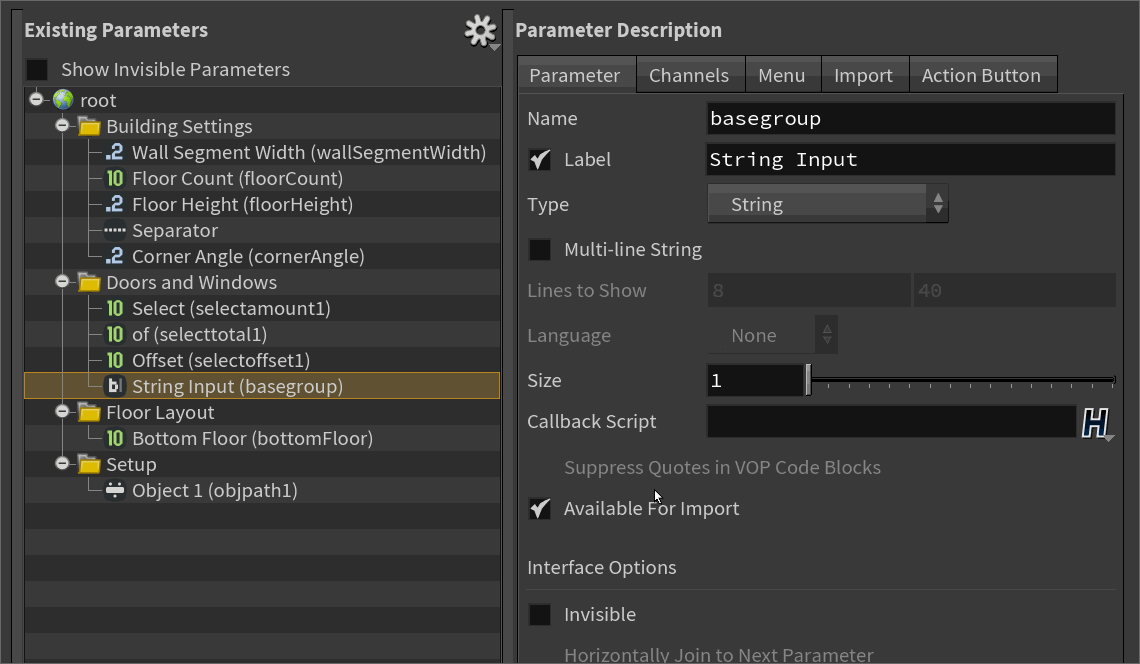 Existing Parameters
Show Invisible Parameters
root
Building Settings
.2 Wall Segment Width (wallSegmentWidth)
10 Floor Count (floorCount)
.2 Floor Height (floorHeight)
Separator
.2 Corner Angle (cornerAngle)
Doors and Windows
10 Select (selectamount1)
10 of (selecttotal1)
10 Offset (selectoffset1)
b String Input (basegroup)
Floor Layout
10 Bottom Floor (bottomFloor)
Setup
Object 1 (objpath1)
Parameter Description
Parameter Channels Menu Import Action Button
Name basegroup
Label String Input
Type String
Multi-line String
Lines to Show 8 40
Language None
Size 1
Callback Script H
Suppress Quotes in VOP Code Blocks
Available For Import
Interface Options
Invisible
Horizontally Join to Next Parameter